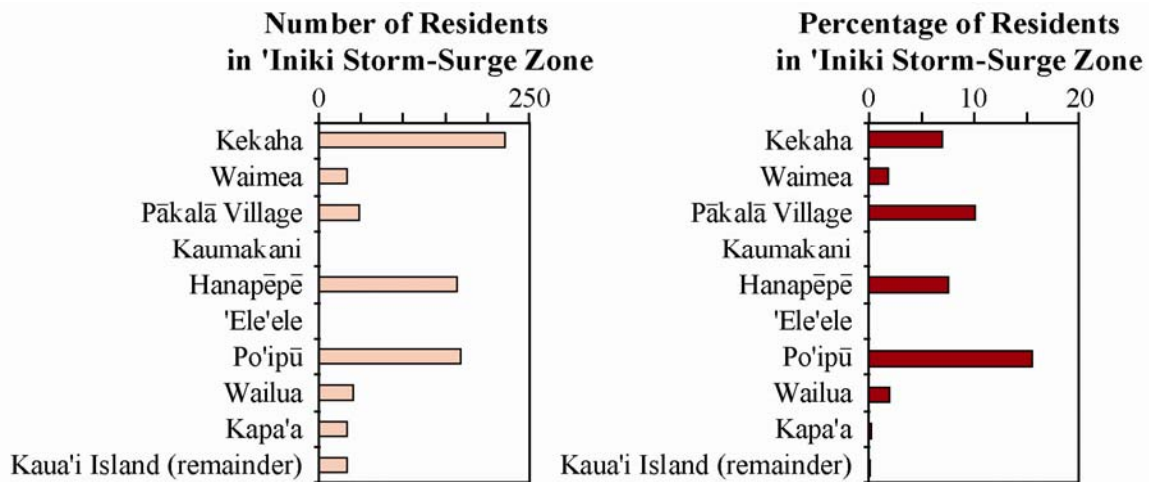 Number of Residents
in 'Iniki Storm-Surge Zone
0 250
Kekaha
Waimea
Pākalā Village
Kaumakani
Hanapēpē
'Ele'ele
Po'ipū
Wailua
Kapa'a
Kaua'i Island (remainder)
Percentage of Residents
in 'Iniki Storm-Surge Zone
0 10 20
Kekaha
Waimea
Pākalā Village
Kaumakani
Hanapēpē
'Ele'ele
Po'ipū
Wailua
Kapa'a
Kaua'i Island (remainder)